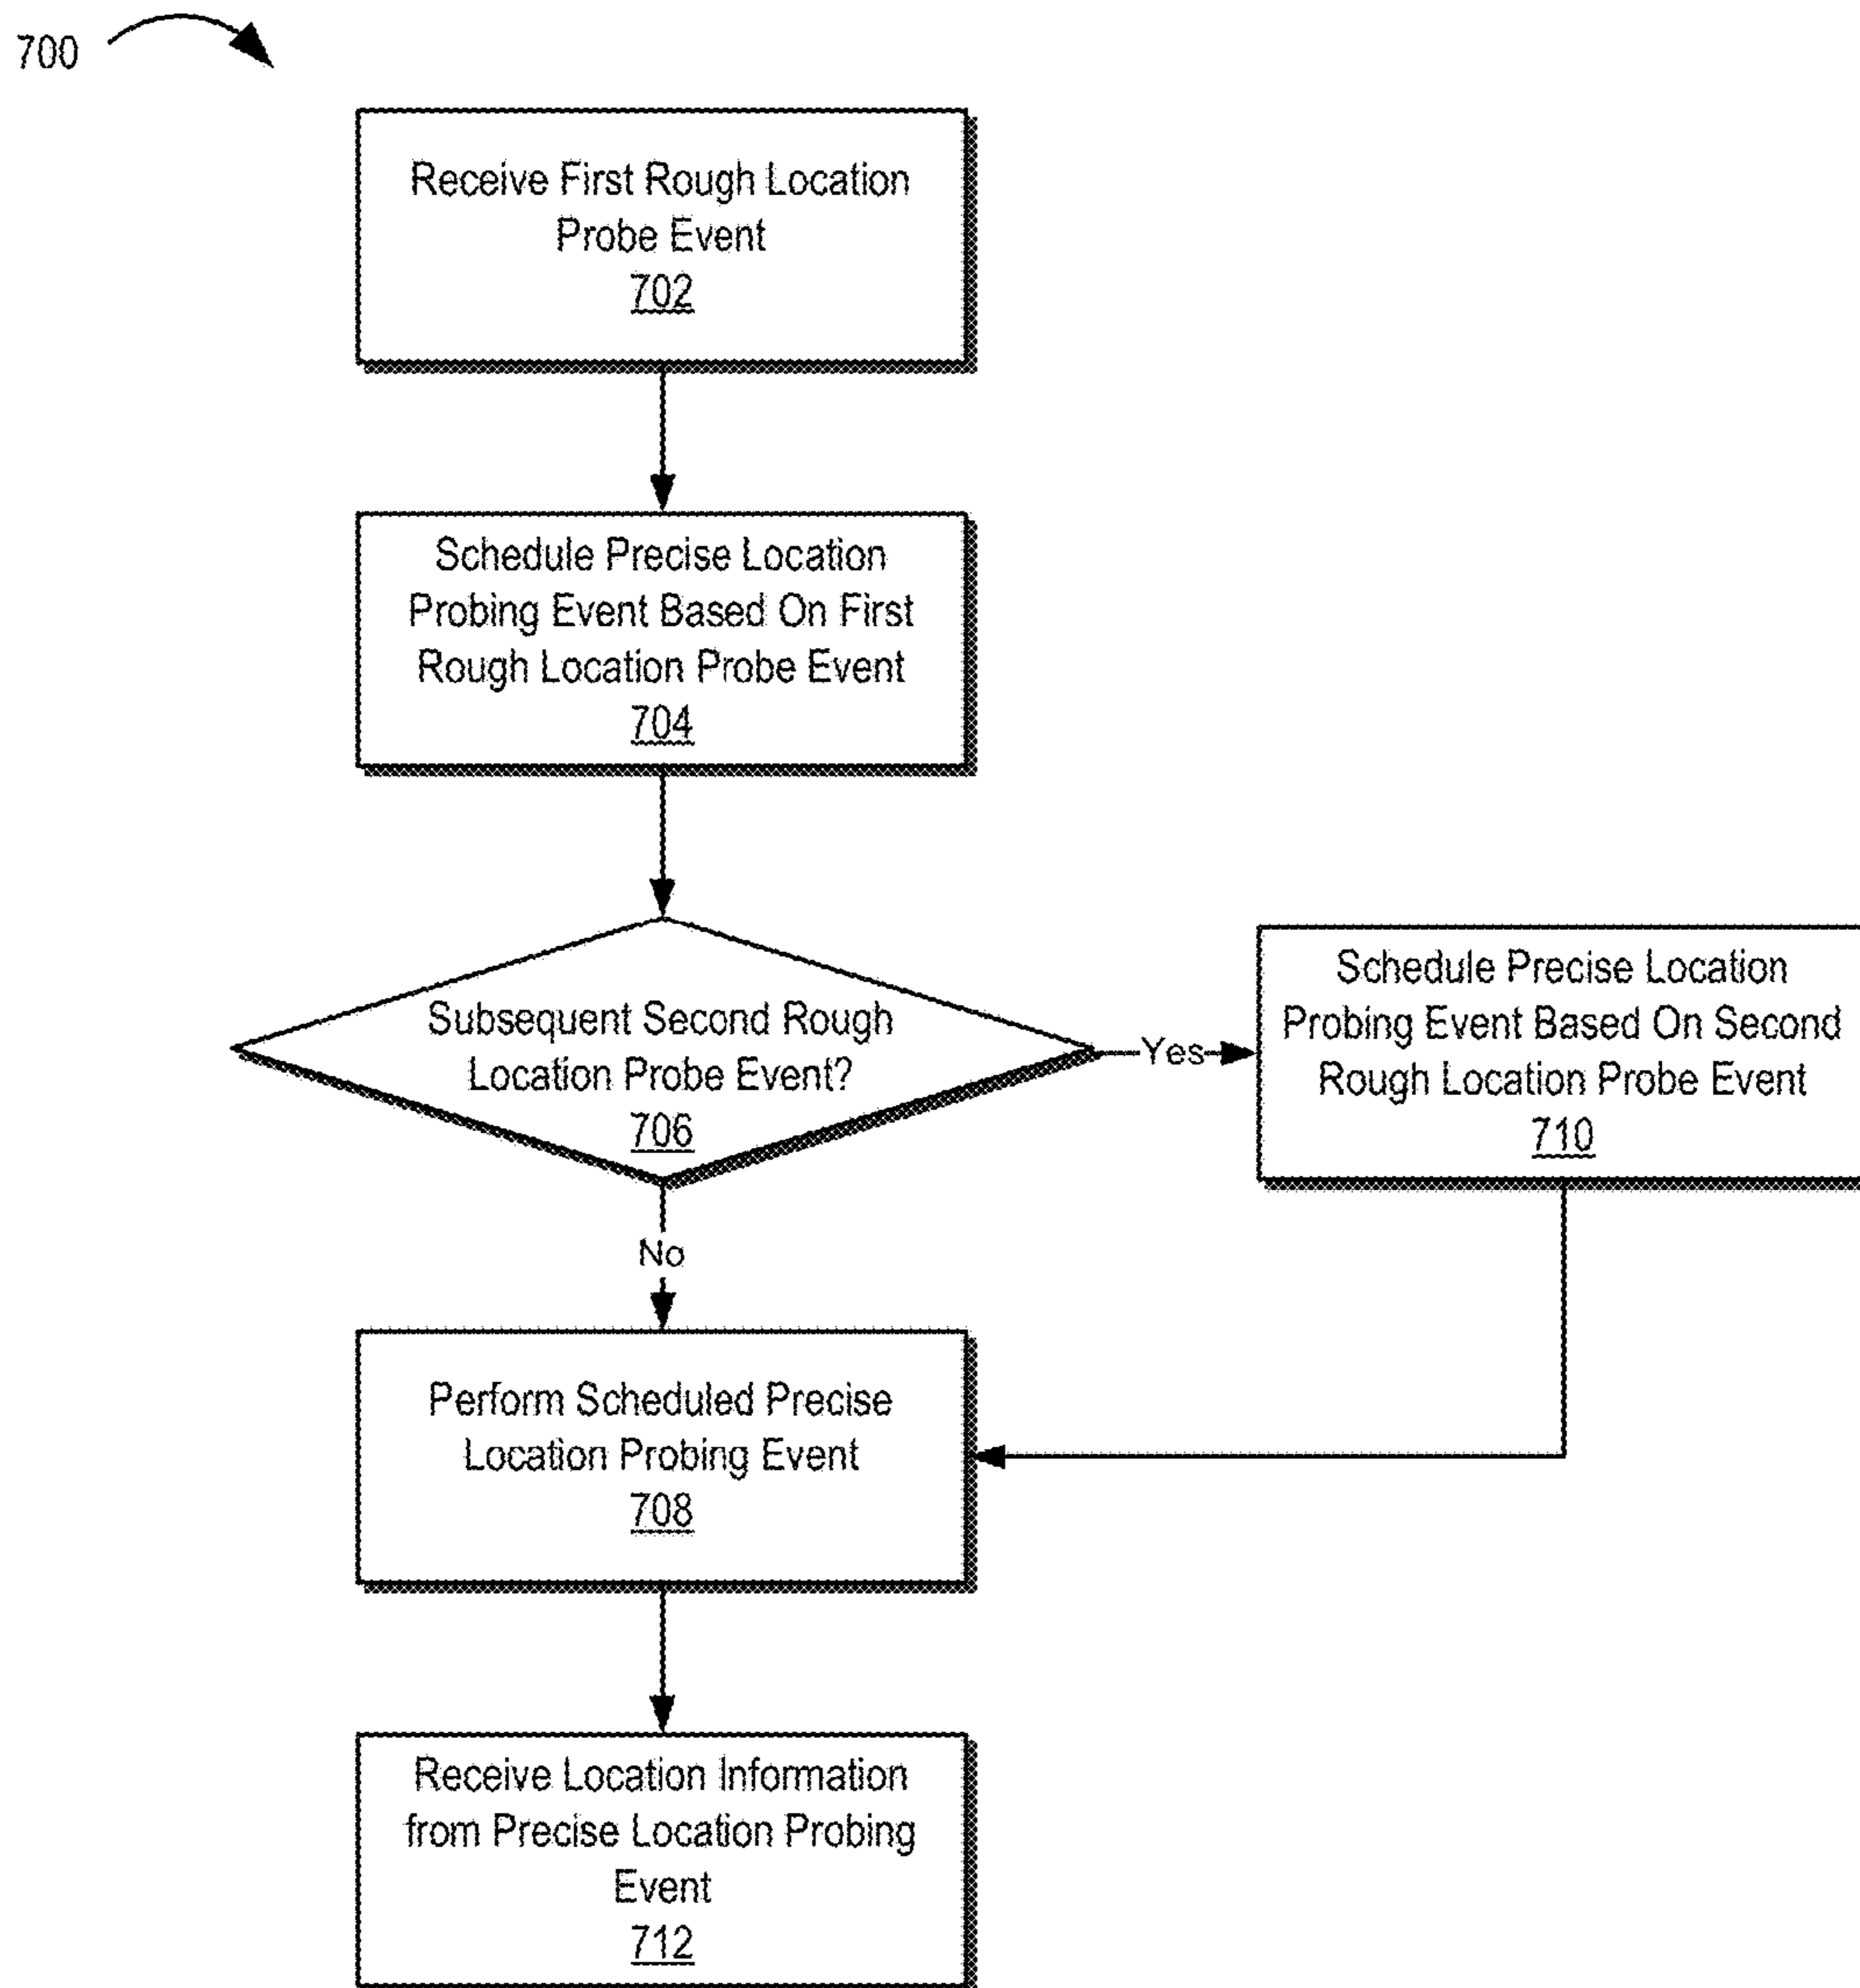 700
Receive First Rough Location
Probe Event
702
Schedule Precise Location
Probing Event Based On First
Rough Location Probe Event
704
Subsequent Second Rough
Location Probe Event?
706
Yes
Schedule Precise Location
Probing Event Based On Second
Rough Location Probe Event
710
No
Perform Scheduled Precise
Location Probing Event
708
Receive Location Information
from Precise Location Probing
Event
712